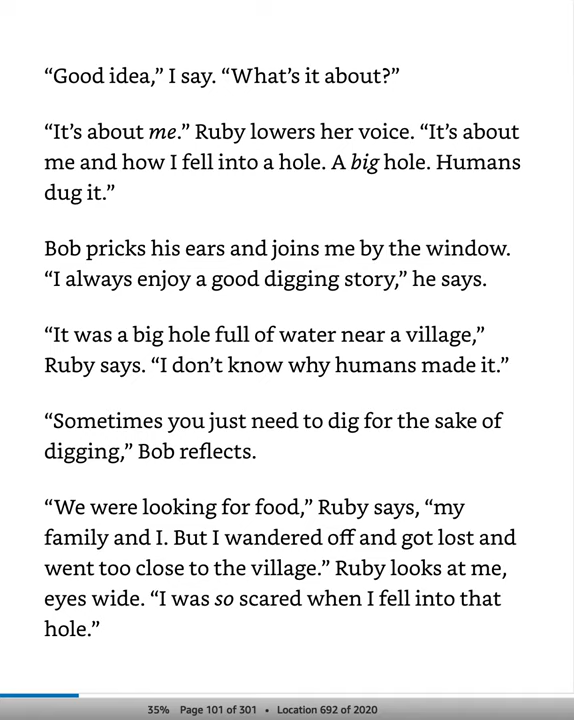 “Good idea,” I say. “What’s it about?”
“It’s about me.” Ruby lowers her voice. “It’s about
me and how I fell into a hole. A big hole. Humans
dug it.”
Bob pricks his ears and joins me by the window.
“I always enjoy a good digging story,” he says.
“It was a big hole full of water near a village,”
Ruby says. “I don’t know why humans made it.”
“Sometimes you just need to dig for the sake of
digging,” Bob reflects.
“We were looking for food,” Ruby says, “my
family and I. But I wandered off and got lost and
went too close to the village.” Ruby looks at me,
eyes wide. “I was so scared when I fell into that
hole.”
35% Page 101 of 301 • Location 692 of 2020